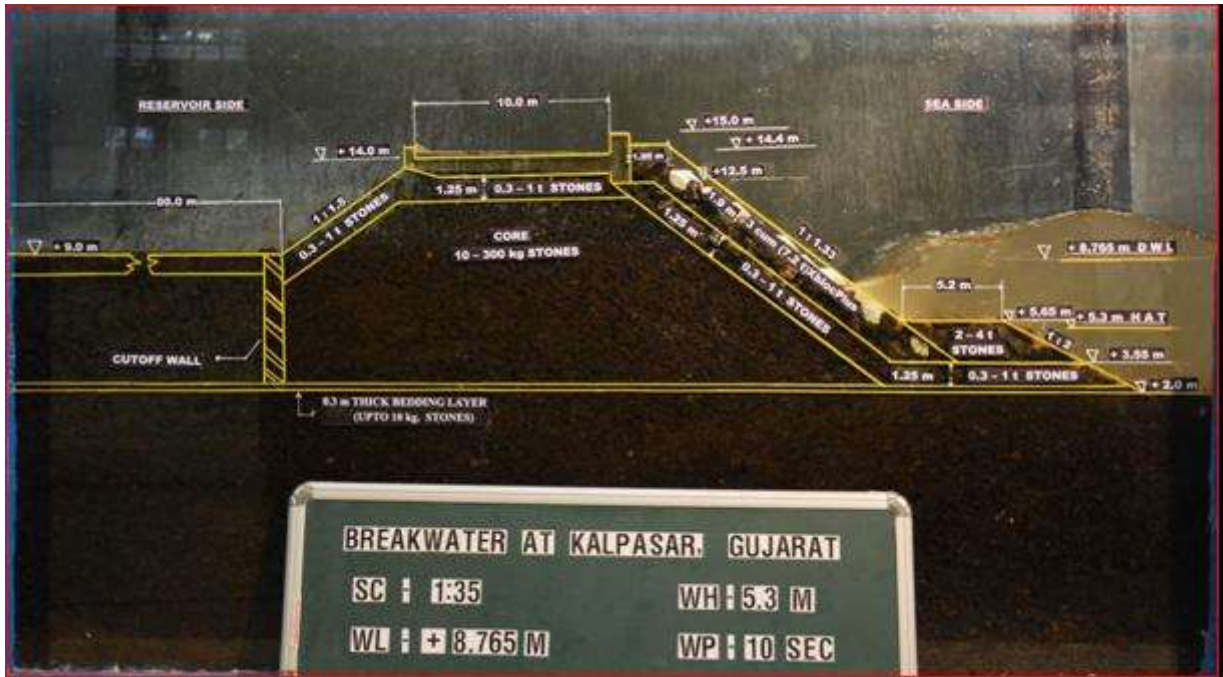 10.0 m
RESERVOIR SIDE
SEA SIDE
+15.0 m
+ 14.4 m
+ 14.0 m
+12.5 m
1.25 m
0.3 – 1 t STONES
1 : 1.5
0.3 – 1 t STONES
60.0 m
CORE
10 – 300 kg STONES
1.25 m
0.3 – 1 t STONES
1 : 1.33
+ 9.0 m
+ 8.765 m D W L
5.2 m
+ 5.65 m
+ 5.3 m H A T
2 – 4 t
STONES
1 : 2
+ 3.55 m
CUTOFF WALL
1.25 m
0.3 – 1 t STONES
+ 2.0 m
0.3 m THICK BEDDING LAYER
(UPTO 10 kg. STONES)
BREAKWATER AT KALPASAR. GUJARAT
SC : 1:35
WH : 5.3 M
WL : + 8.765 M
WP : 10 SEC